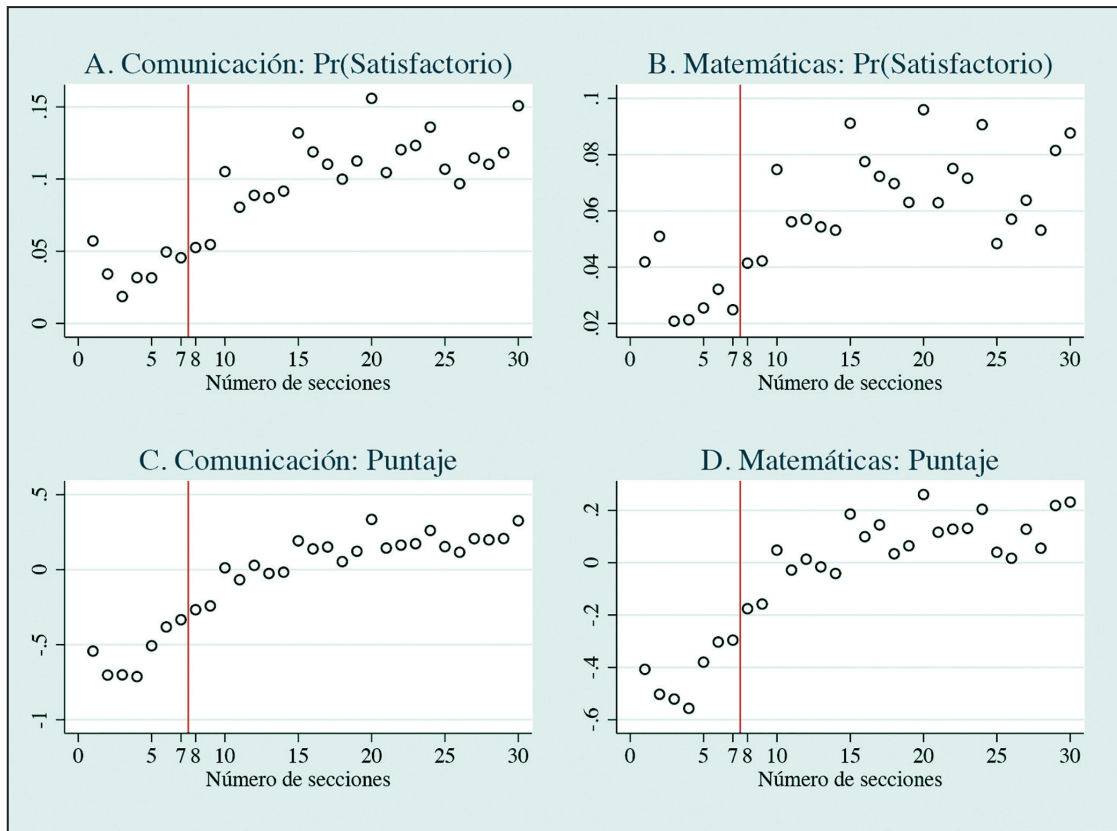 A. Comunicación: Pr(Satisfactorio)
.15
.1
.05
0
0 5 7 8 10 15 20 25 30
Número de secciones
B. Matemáticas: Pr(Satisfactorio)
.1
.08
.06
.04
.02
0 5 7 8 10 15 20 25 30
Número de secciones
C. Comunicación: Puntaje
.5
0
-.5
-1
0 5 7 8 10 15 20 25 30
Número de secciones
D. Matemáticas: Puntaje
.2
0
-.2
-.4
-.6
0 5 7 8 10 15 20 25 30
Número de secciones